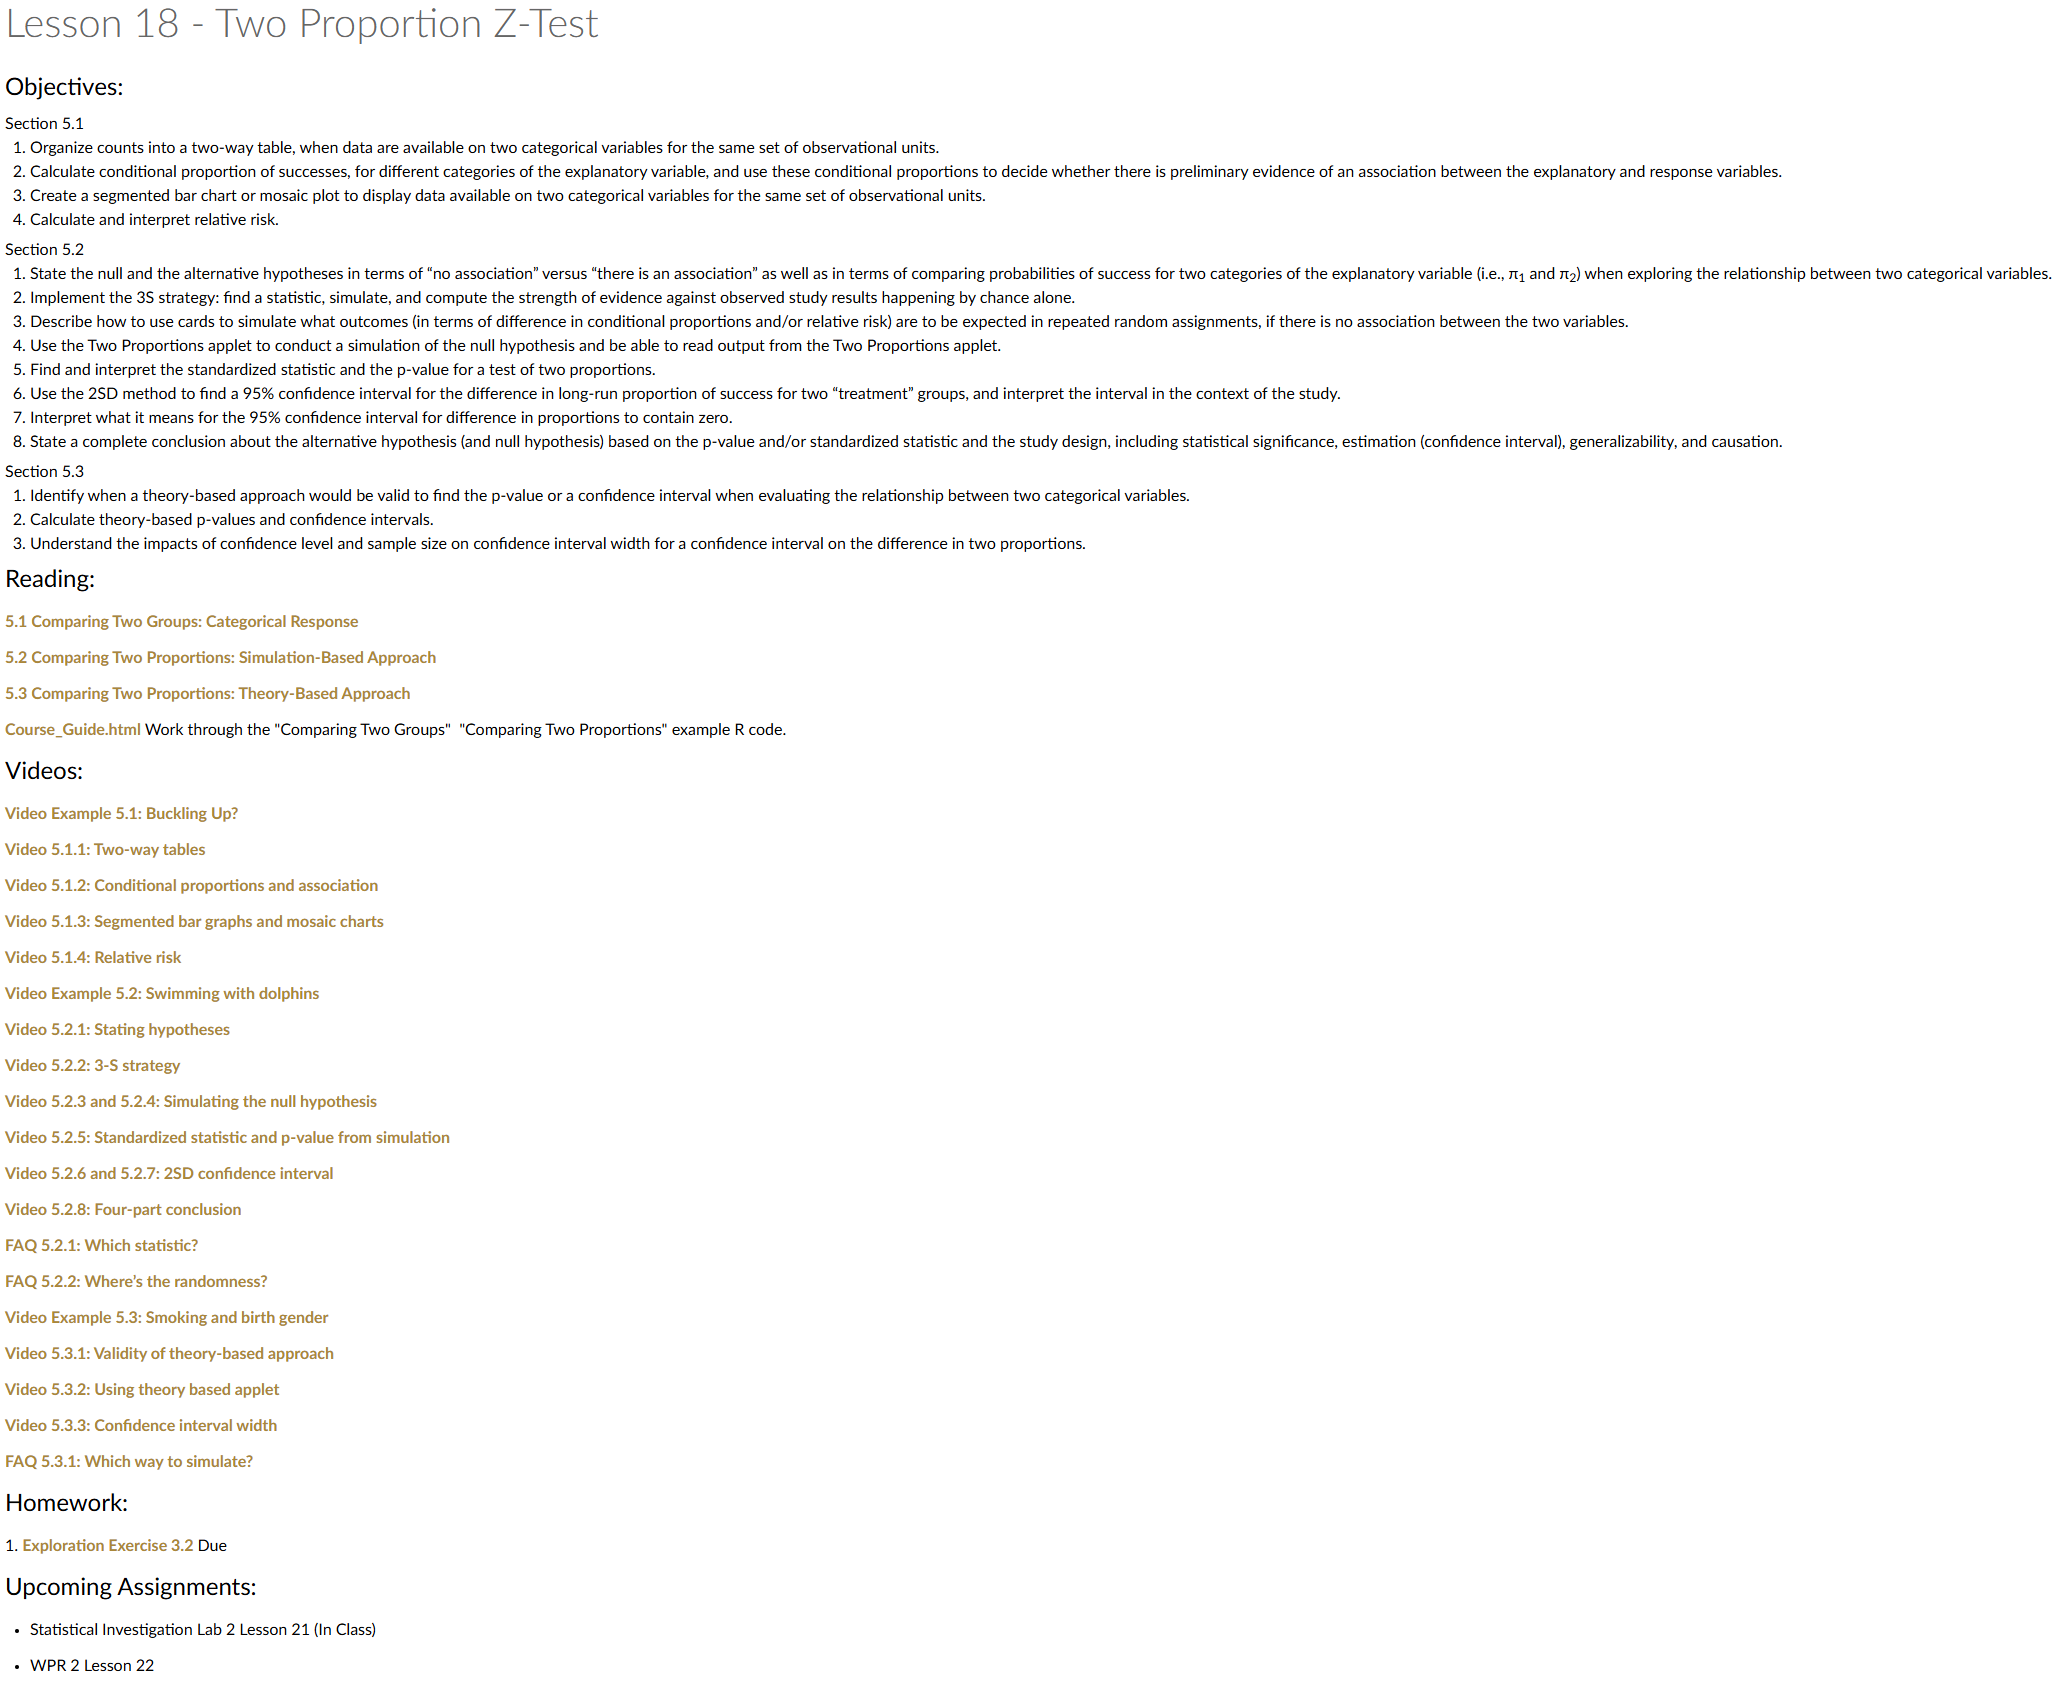 Lesson 18 - Two Proportion Z-Test
Objectives:
Section 5.1
1. Organize counts into a two-way table, when data are available on two categorical variables for the same set of observational units.
2. Calculate conditional proportion of successes, for different categories of the explanatory variable, and use these conditional proportions to decide whether there is preliminary evidence of an association between the explanatory and response variables.
3. Create a segmented bar chart or mosaic plot to display data available on two categorical variables for the same set of observational units.
4. Calculate and interpret relative risk.
Section 5.2
1. State the null and the alternative hypotheses in terms of “no association” versus “there is an association” as well as in terms of comparing probabilities of success for two categories of the explanatory variable (i.e., π₁ and π₂) when exploring the relationship between two categorical variables.
2. Implement the 3S strategy: find a statistic, simulate, and compute the strength of evidence against observed study results happening by chance alone.
3. Describe how to use cards to simulate what outcomes (in terms of difference in conditional proportions and/or relative risk) are to be expected in repeated random assignments, if there is no association between the two variables.
4. Use the Two Proportions applet to conduct a simulation of the null hypothesis and be able to read output from the Two Proportions applet.
5. Find and interpret the standardized statistic and the p-value for a test of two proportions.
6. Use the 2SD method to find a 95% confidence interval for the difference in long-run proportion of success for two “treatment” groups, and interpret the interval in the context of the study.
7. Interpret what it means for the 95% confidence interval for difference in proportions to contain zero.
8. State a complete conclusion about the alternative hypothesis (and null hypothesis) based on the p-value and/or standardized statistic and the study design, including statistical significance, estimation (confidence interval), generalizability, and causation.
Section 5.3
1. Identify when a theory-based approach would be valid to find the p-value or a confidence interval when evaluating the relationship between two categorical variables.
2. Calculate theory-based p-values and confidence intervals.
3. Understand the impacts of confidence level and sample size on confidence interval width for a confidence interval on the difference in two proportions.
Reading:
5.1 Comparing Two Groups: Categorical Response
5.2 Comparing Two Proportions: Simulation-Based Approach
5.3 Comparing Two Proportions: Theory-Based Approach
Course_Guide.html Work through the "Comparing Two Groups"  "Comparing Two Proportions" example R code.
Videos:
Video Example 5.1: Buckling Up?
Video 5.1.1: Two-way tables
Video 5.1.2: Conditional proportions and association
Video 5.1.3: Segmented bar graphs and mosaic charts
Video 5.1.4: Relative risk
Video Example 5.2: Swimming with dolphins
Video 5.2.1: Stating hypotheses
Video 5.2.2: 3-S strategy
Video 5.2.3 and 5.2.4: Simulating the null hypothesis
Video 5.2.5: Standardized statistic and p-value from simulation
Video 5.2.6 and 5.2.7: 2SD confidence interval
Video 5.2.8: Four-part conclusion
FAQ 5.2.1: Which statistic?
FAQ 5.2.2: Where’s the randomness?
Video Example 5.3: Smoking and birth gender
Video 5.3.1: Validity of theory-based approach
Video 5.3.2: Using theory based applet
Video 5.3.3: Confidence interval width
FAQ 5.3.1: Which way to simulate?
Homework:
1. Exploration Exercise 3.2 Due
Upcoming Assignments:
• Statistical Investigation Lab 2 Lesson 21 (In Class)
• WPR 2 Lesson 22